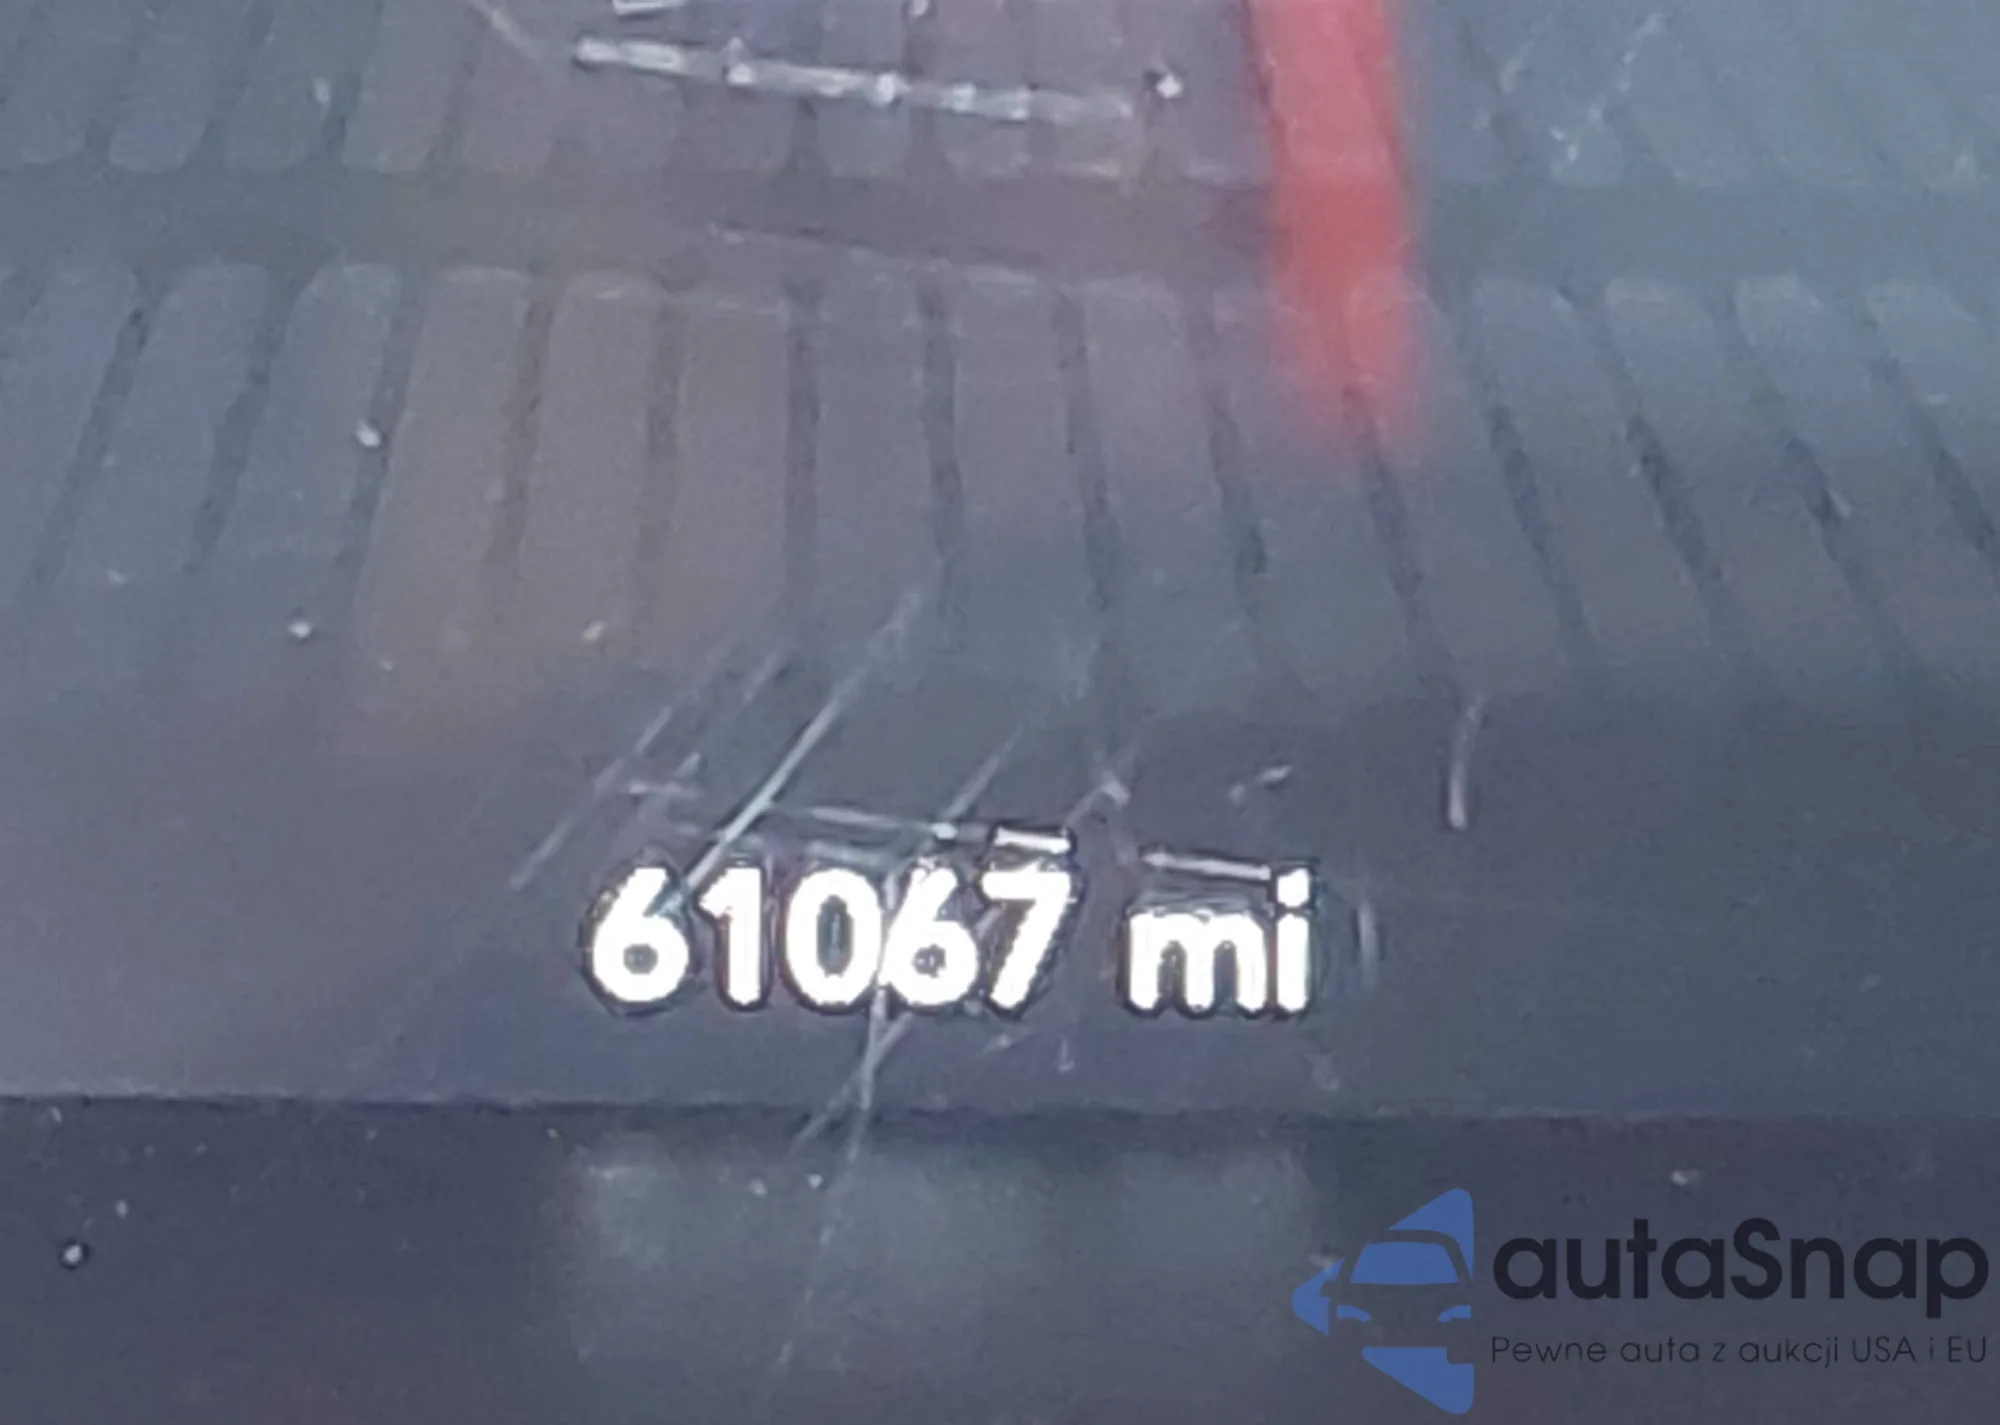 61067 mi
autaSnap
Pewne auta z aukcji USA i EU